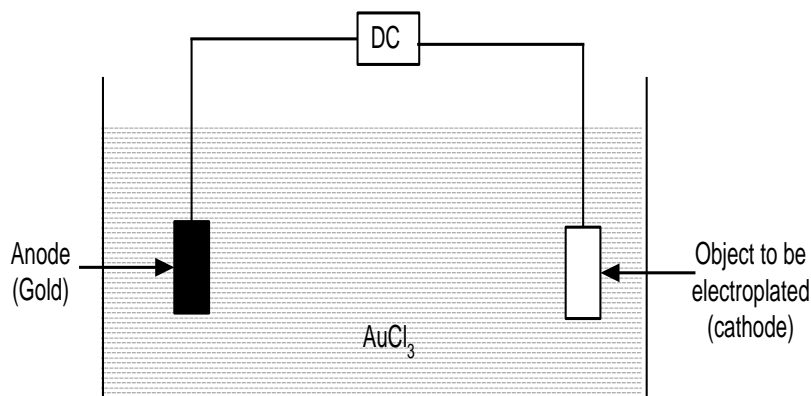 DC
Anode
(Gold)
Object to be
electroplated
(cathode)
AuCl₃